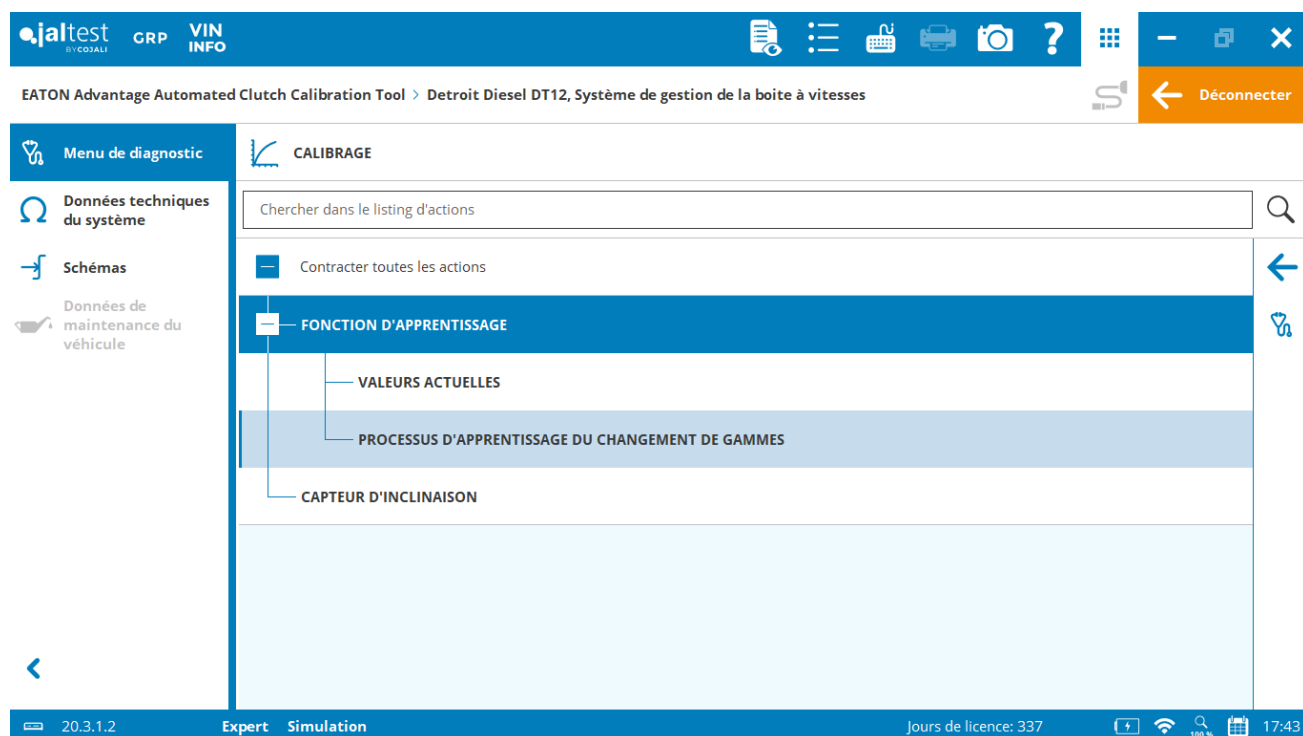 jaltest GRP VIN
BY COJALI INFO
EATON Advantage Automated Clutch Calibration Tool > Detroit Diesel DT12, Système de gestion de la boite à vitesses
Déconnecter
Menu de diagnostic
CALIBRAGE
Données techniques
du système
Chercher dans le listing d'actions
Schémas
Contracter toutes les actions
Données de
maintenance du
véhicule
FONCTION D'APPRENTISSAGE
VALEURS ACTUELLES
PROCESSUS D'APPRENTISSAGE DU CHANGEMENT DE GAMMES
CAPTEUR D'INCLINAISON
20.3.1.2 Expert Simulation Jours de licence: 337 100 % 17:43